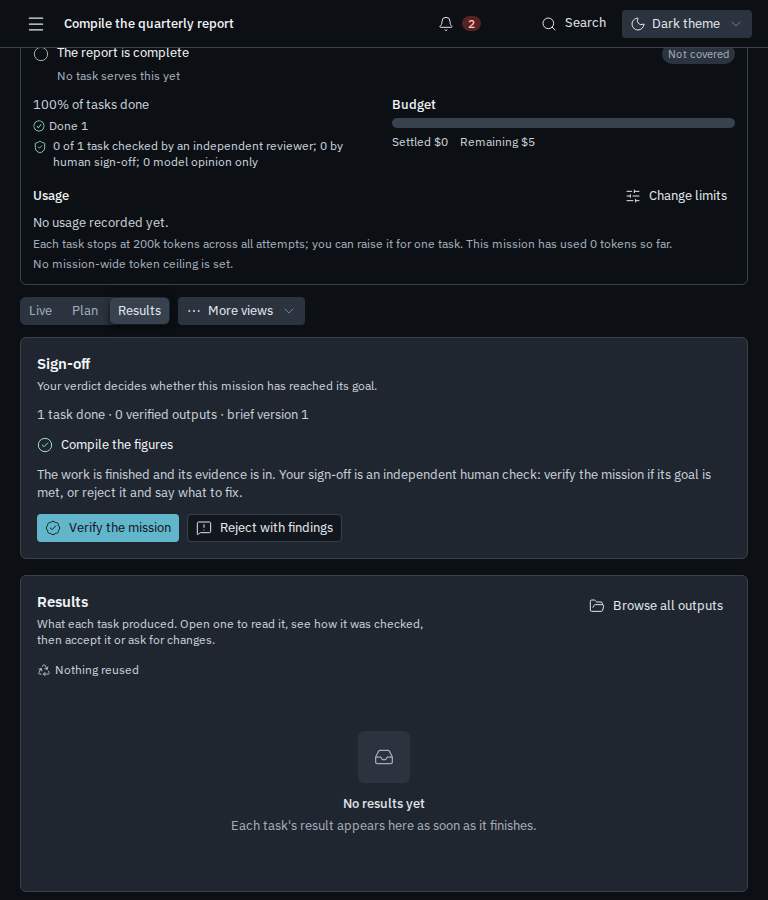 Compile the quarterly report
2
Search
Dark theme
The report is complete
Not covered
No task serves this yet
100% of tasks done
Done 1
0 of 1 task checked by an independent reviewer; 0 by
human sign-off; 0 model opinion only
Budget
Settled $0 Remaining $5
Usage
Change limits
No usage recorded yet.
Each task stops at 200k tokens across all attempts; you can raise it for one task. This mission has used 0 tokens so far.
No mission-wide token ceiling is set.
Live Plan Results More views
Sign-off
Your verdict decides whether this mission has reached its goal.
1 task done · 0 verified outputs · brief version 1
Compile the figures
The work is finished and its evidence is in. Your sign-off is an independent human check: verify the mission if its goal is
met, or reject it and say what to fix.
Verify the mission Reject with findings
Results
Browse all outputs
What each task produced. Open one to read it, see how it was checked,
then accept it or ask for changes.
Nothing reused
No results yet
Each task's result appears here as soon as it finishes.